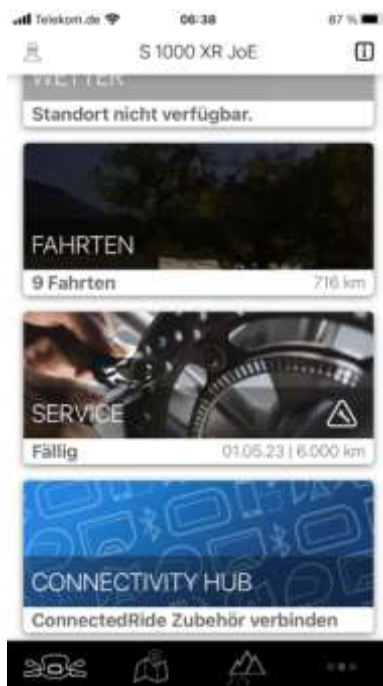 Telekom.de 06:38 87 %
S 1000 XR JoE
WETTER
Standort nicht verfügbar.
FAHRTEN
9 Fahrten 716 km
SERVICE
Fällig 01.05.23 | 6.000 km
CONNECTIVITY HUB
ConnectedRide Zubehör verbinden